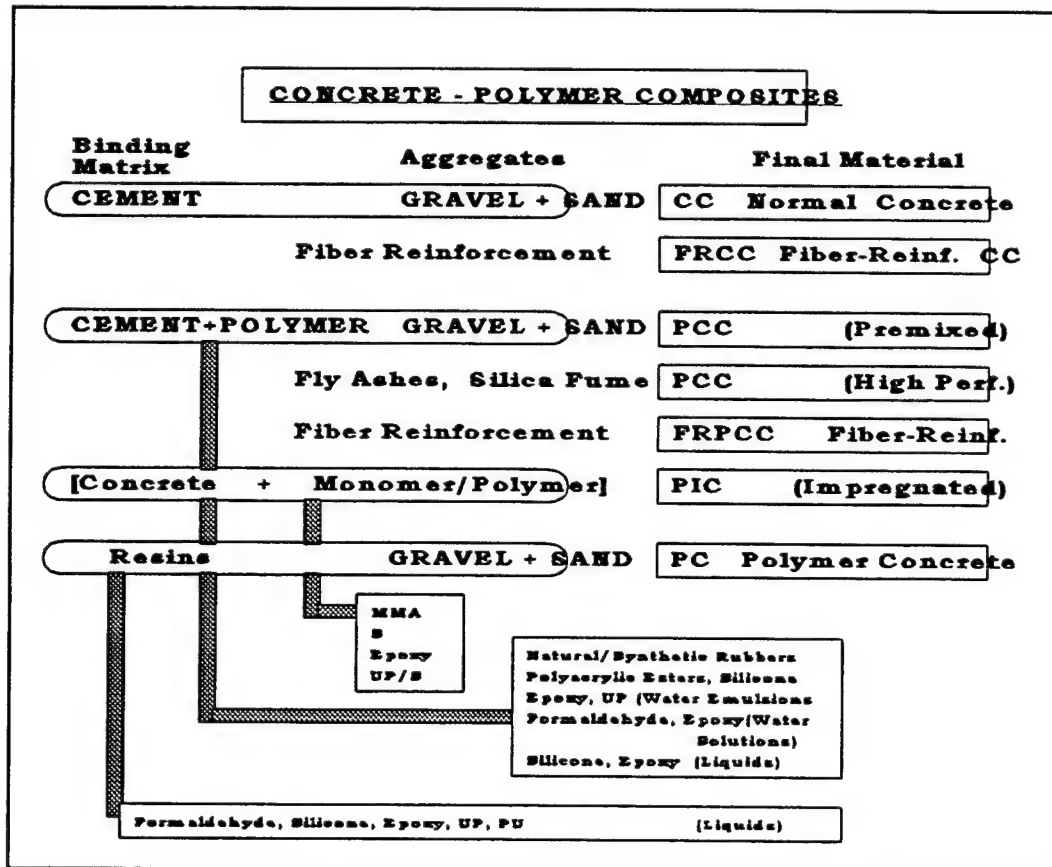 CONCRETE - POLYMER COMPOSITES
Binding Matrix Aggregates Final Material
CEMENT GRAVEL + SAND CC Normal Concrete
Fiber Reinforcement FRCC Fiber-Reinf. CC
CEMENT+POLYMER GRAVEL + SAND PCC (Premixed)
Fly Ashes, Silica Fume PCC (High Perf.)
Fiber Reinforcement FRPCC Fiber-Reinf.
[Concrete + Monomer/Polymer] PIC (Impregnated)
Resins GRAVEL + SAND PC Polymer Concrete
MMA
S
Epoxy
UP/S
Natural/Synthetic Rubbers
Polyacrylic Esters, Silicone
Epoxy, UP (Water Emulsions
Formaldehyde, Epoxy(Water
Solutions)
Silicone, Epoxy (Liquids)
Formaldehyde, Silicone, Epoxy, UP, PU (Liquids)